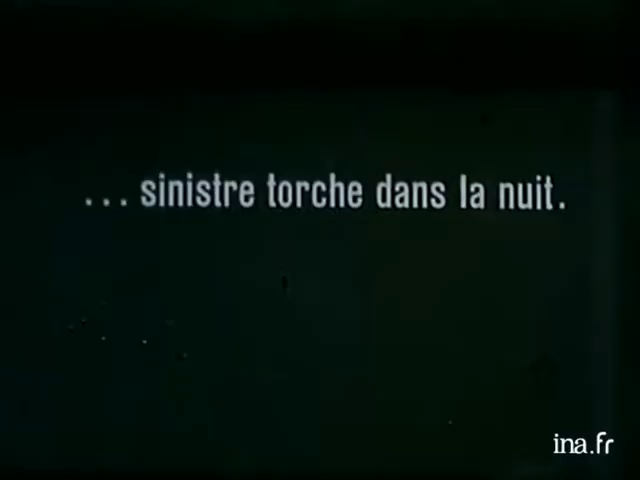 ... sinistre torche dans la nuit.
ina.fr